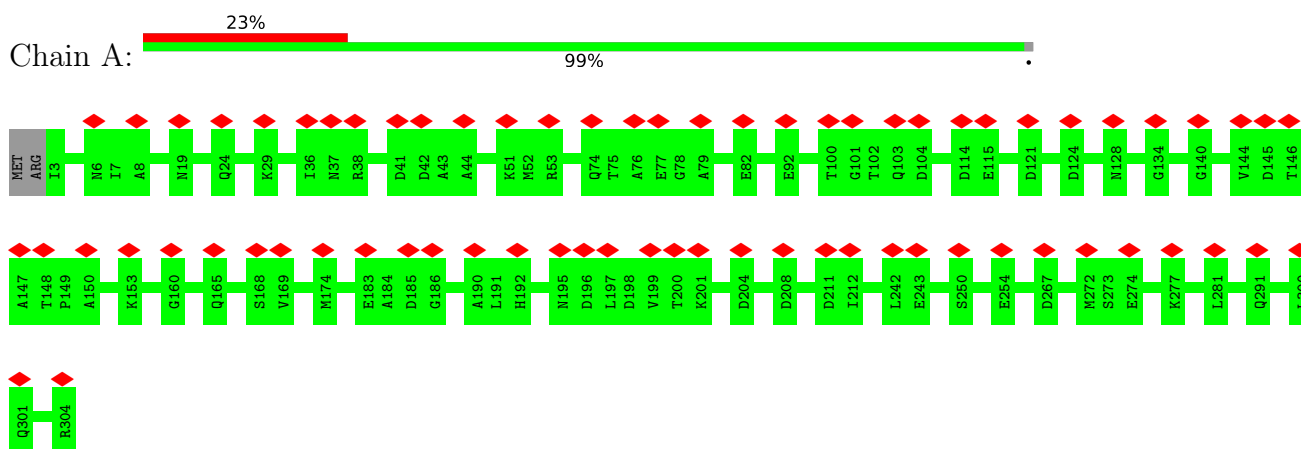 23%
Chain A:
99%
.
MET ARG I3 N6 I7 A8 N19 Q24 K29 I36 N37 R38 D41 D42 A43 A44 K51 M52 R53 Q74 T75 A76 E77 G78 A79 E82 E92 T100 G101 T102 Q103 D104 D114 E115 D121 D124 N128 G134 G140 V144 D145 T146
A147 T148 P149 A150 K153 G160 Q165 S168 V169 M174 E183 A184 D185 G186 A190 L191 H192 N195 D196 L197 D198 V199 T200 K201 D204 D208 D211 I212 L242 E243 S250 E254 D267 M272 S273 E274 K277 L281 Q291
Q301 R304